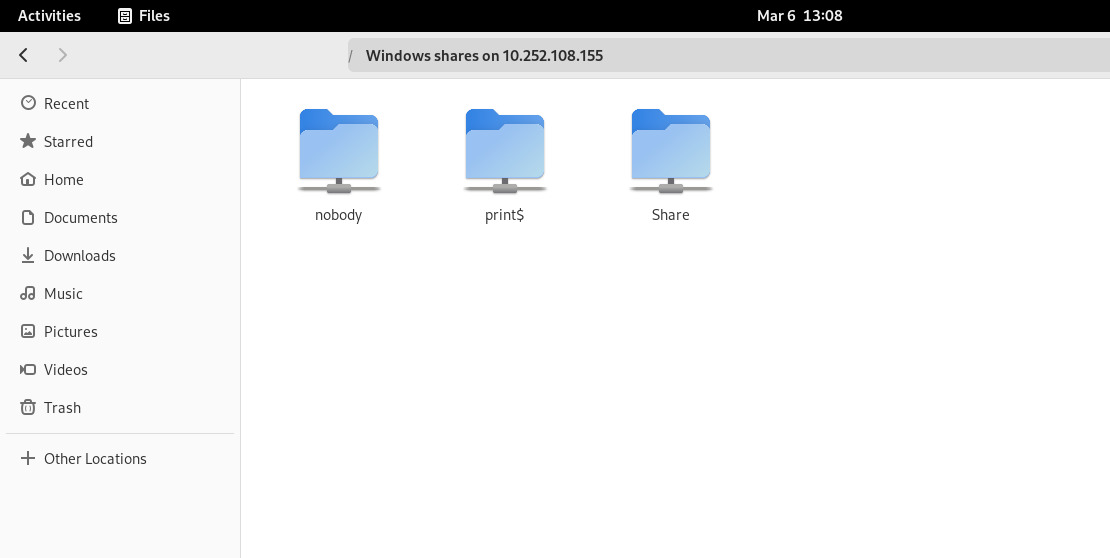 Activities Files Mar 6 13:08
/ Windows shares on 10.252.108.155
Recent
Starred
Home
Documents
Downloads
Music
Pictures
Videos
Trash
Other Locations
nobody print$ Share